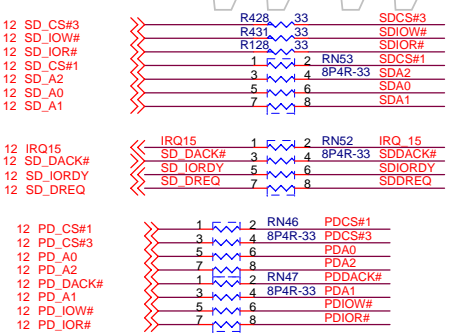 12 SD_CS#3 R428 33 SDCS#3
12 SD_IOW# R431 33 SDIOW#
12 SD_IOR# R128 33 SDIOR#
12 SD_CS#1 1 2 RN53 SDCS#1
12 SD_A2 3 4 8P4R-33 SDA2
12 SD_A0 5 6 SDA0
12 SD_A1 7 8 SDA1
12 IRQ15 IRQ15 1 2 RN52 IRQ_15
12 SD_DACK# SD_DACK# 3 4 8P4R-33 SDDACK#
12 SD_IORDY SD_IORDY 5 6 SDIORDY
12 SD_DREQ SD_DREQ 7 8 SDDREQ
12 PD_CS#1 1 2 RN46 PDCS#1
12 PD_CS#3 3 4 8P4R-33 PDCS#3
12 PD_A0 5 6 PDA0
12 PD_A2 7 8 PDA2
12 PD_DACK# 1 2 RN47 PDDACK#
12 PD_A1 3 4 8P4R-33 PDA1
12 PD_IOW# 5 6 PDIOW#
12 PD_IOR# 7 8 PDIOR#